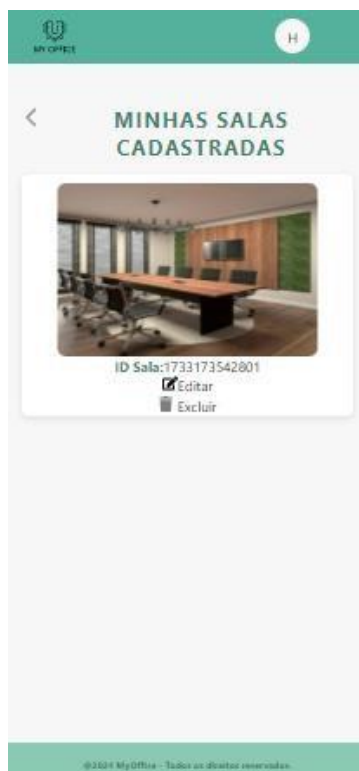 MY OFFICE
H
MINHAS SALAS
CADASTRADAS
ID Sala:1733173542801
Editar
Excluir
©2024 MyOffice - Todos os direitos reservados.